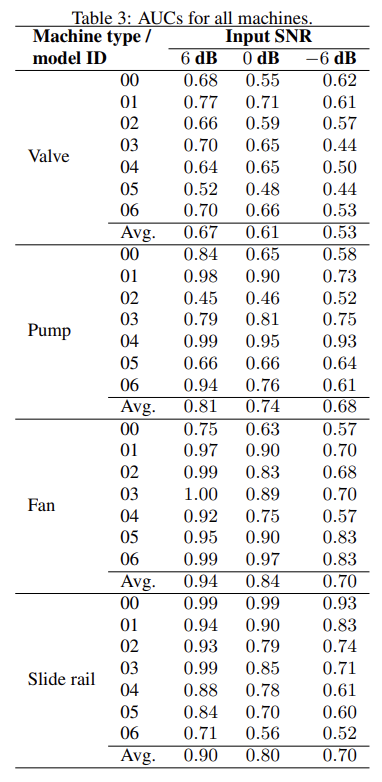 Table 3: AUCs for all machines.
Machine type / Input SNR
model ID 6 dB 0 dB −6 dB
00 0.68 0.55 0.62
01 0.77 0.71 0.61
02 0.66 0.59 0.57
Valve 03 0.70 0.65 0.44
04 0.64 0.65 0.50
05 0.52 0.48 0.44
06 0.70 0.66 0.53
Avg. 0.67 0.61 0.53
00 0.84 0.65 0.58
01 0.98 0.90 0.73
02 0.45 0.46 0.52
Pump 03 0.79 0.81 0.75
04 0.99 0.95 0.93
05 0.66 0.66 0.64
06 0.94 0.76 0.61
Avg. 0.81 0.74 0.68
00 0.75 0.63 0.57
01 0.97 0.90 0.70
02 0.99 0.83 0.68
Fan 03 1.00 0.89 0.70
04 0.92 0.75 0.57
05 0.95 0.90 0.83
06 0.99 0.97 0.83
Avg. 0.94 0.84 0.70
00 0.99 0.99 0.93
01 0.94 0.90 0.83
02 0.93 0.79 0.74
Slide rail 03 0.99 0.85 0.71
04 0.88 0.78 0.61
05 0.84 0.70 0.60
06 0.71 0.56 0.52
Avg. 0.90 0.80 0.70